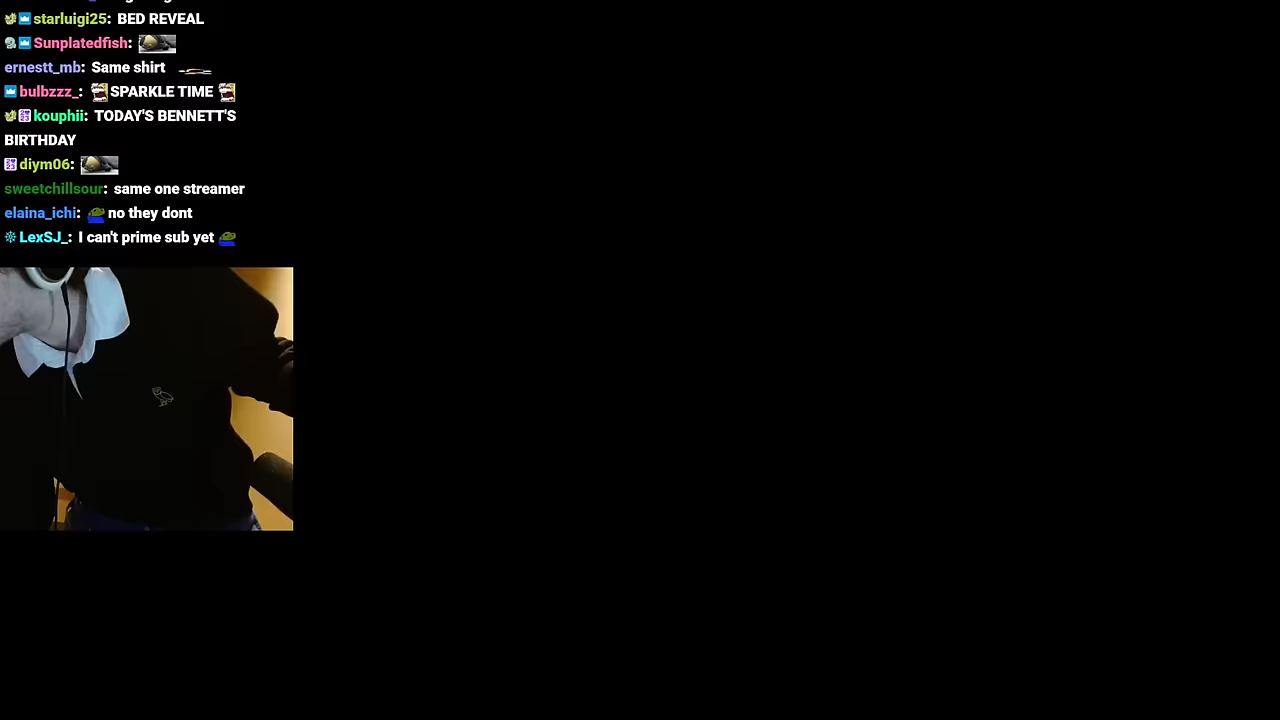 starluigi25: BED REVEAL
Sunplatedfish:
ernestt_mb: Same shirt
bulbzzz_: SPARKLE TIME
kouphii: TODAY'S BENNETT'S
BIRTHDAY
diym06:
sweetchillsour: same one streamer
elaina_ichi: no they dont
LexSJ_: I can't prime sub yet